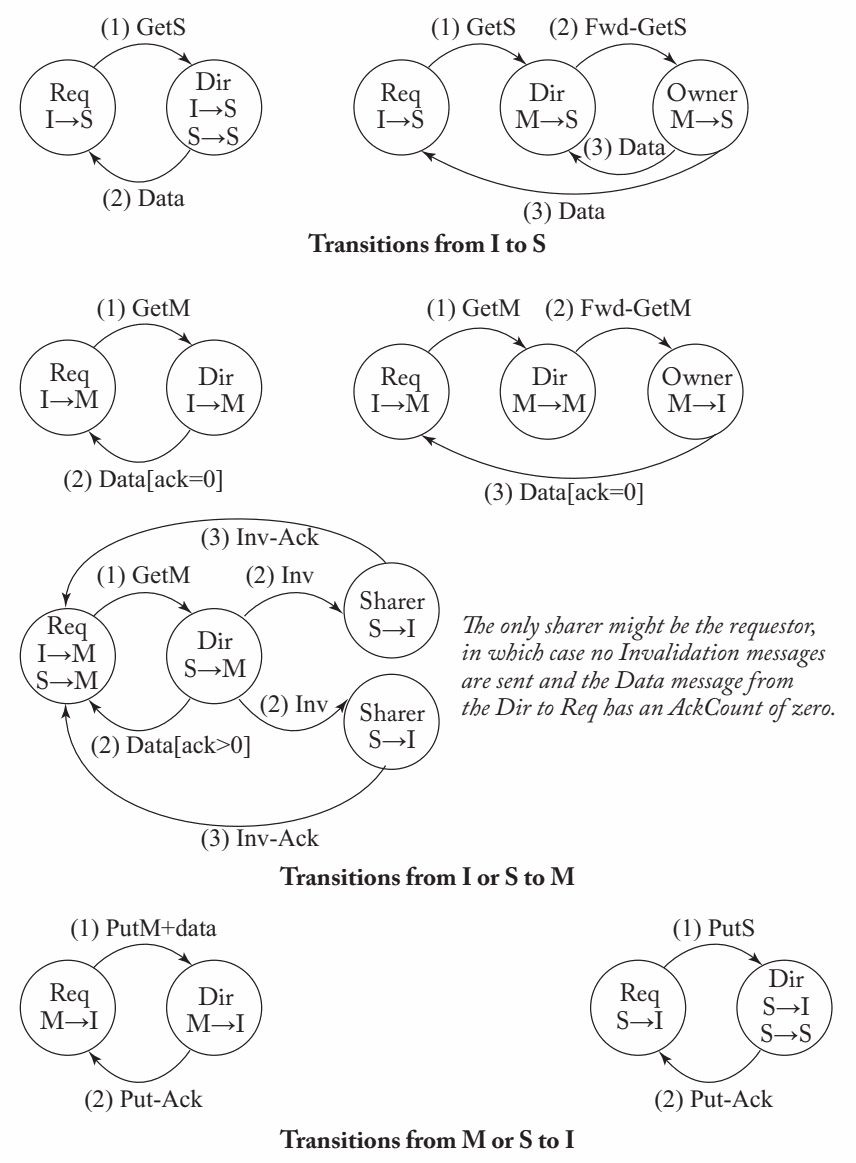 (1) GetS
Req
I→S
Dir
I→S
S→S
(2) Data
(1) GetS
(2) Fwd-GetS
Req
I→S
Dir
M→S
Owner
M→S
(3) Data
(3) Data
Transitions from I to S
(1) GetM
Req
I→M
Dir
I→M
(2) Data[ack=0]
(1) GetM
(2) Fwd-GetM
Req
I→M
Dir
M→M
Owner
M→I
(3) Data[ack=0]
(3) Inv-Ack
(1) GetM
(2) Inv
Req
I→M
S→M
Dir
S→M
Sharer
S→I
(2) Inv
Sharer
S→I
(2) Data[ack>0]
(3) Inv-Ack
The only sharer might be the requestor,
in which case no Invalidation messages
are sent and the Data message from
the Dir to Req has an AckCount of zero.
Transitions from I or S to M
(1) PutM+data
Req
M→I
Dir
M→I
(2) Put-Ack
(1) PutS
Req
S→I
Dir
S→I
S→S
(2) Put-Ack
Transitions from M or S to I